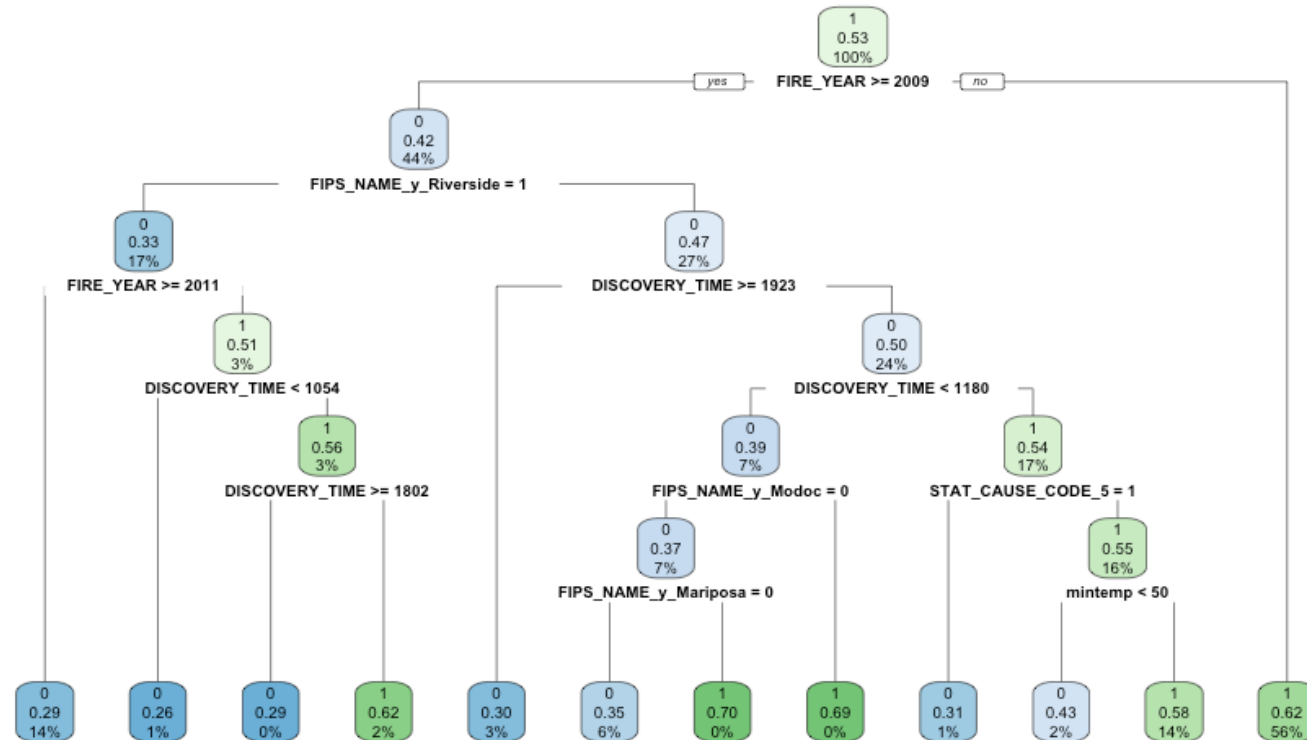 1
0.53
100%
yes FIRE_YEAR >= 2009 no
0
0.42
44%
FIPS_NAME_y_Riverside = 1
0 0
0.33 0.47
17% 27%
FIRE_YEAR >= 2011 DISCOVERY_TIME >= 1923
1 0
0.51 0.50
3% 24%
DISCOVERY_TIME < 1054 DISCOVERY_TIME < 1180
1 0 1
0.56 0.39 0.54
3% 7% 17%
DISCOVERY_TIME >= 1802 FIPS_NAME_y_Modoc = 0 STAT_CAUSE_CODE_5 = 1
0 1
0.37 0.55
7% 16%
FIPS_NAME_y_Mariposa = 0 mintemp < 50
0 0 0 1 0 0 1 1 0 0 1 1
0.29 0.26 0.29 0.62 0.30 0.35 0.70 0.69 0.31 0.43 0.58 0.62
14% 1% 0% 2% 3% 6% 0% 0% 1% 2% 14% 56%